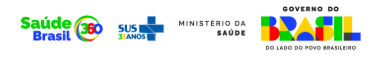 Saúde
Brasil 360
SUS
35 ANOS
MINISTÉRIO DA
SAÚDE
GOVERNO DO
BRASIL
DO LADO DO POVO BRASILEIRO